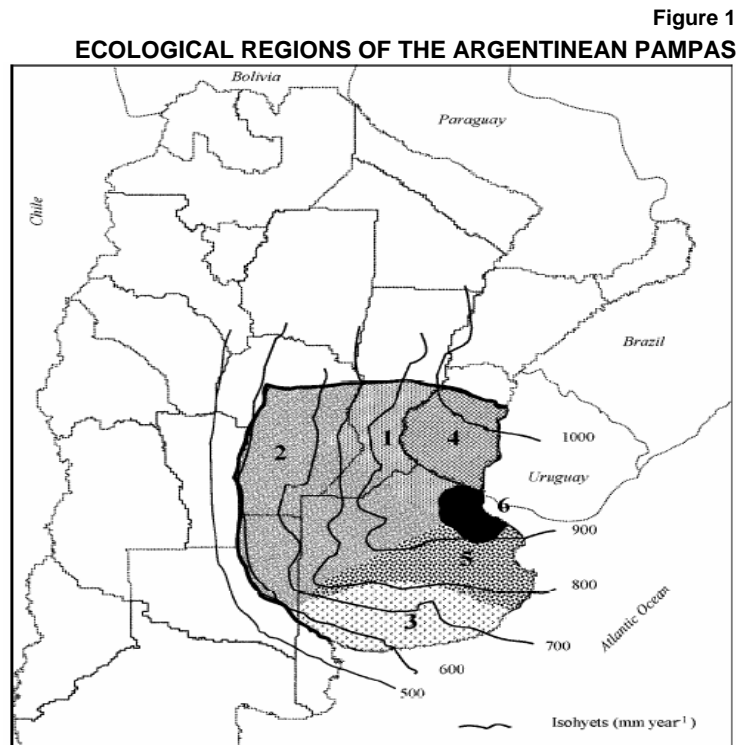 Figure 1
ECOLOGICAL REGIONS OF THE ARGENTINEAN PAMPAS
Bolivia
Paraguay
Chile
Brazil
1
2
4
1000
Uruguay
6
900
5
800
3
Atlantic Ocean
700
600
500
Isohyets (mm year⁻¹)